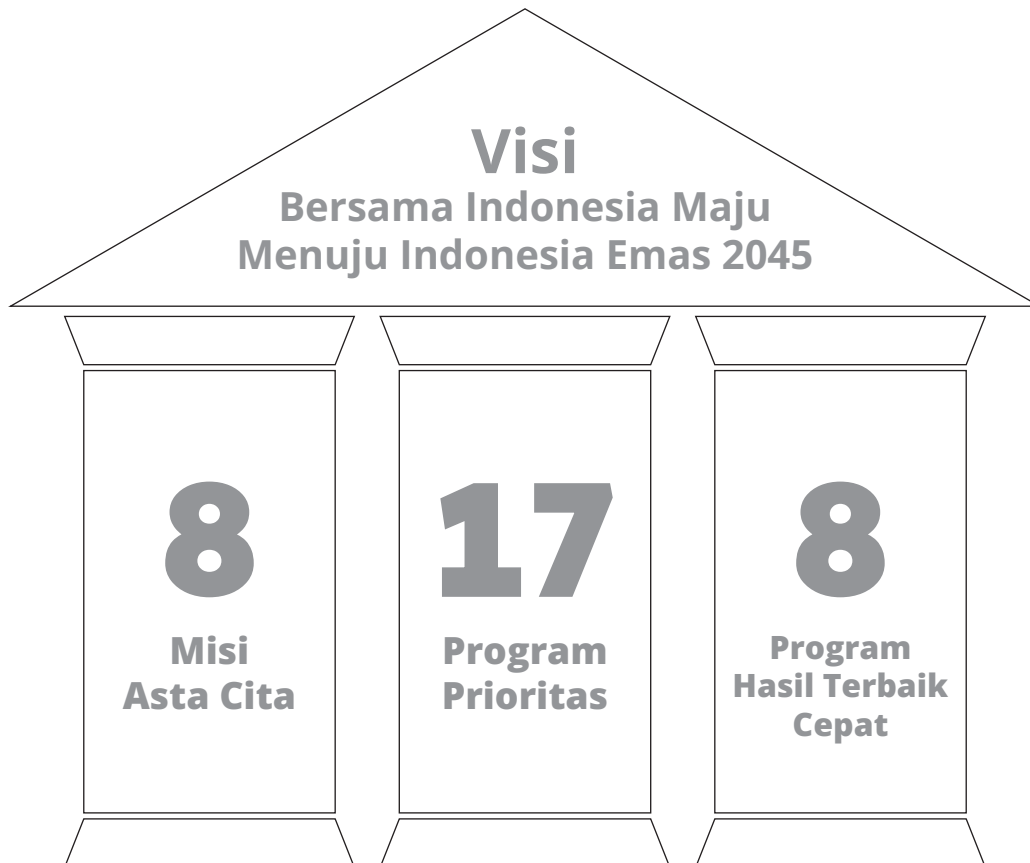 Visi
Bersama Indonesia Maju
Menuju Indonesia Emas 2045
8
Misi
Asta Cita
17
Program
Prioritas
8
Program
Hasil Terbaik
Cepat